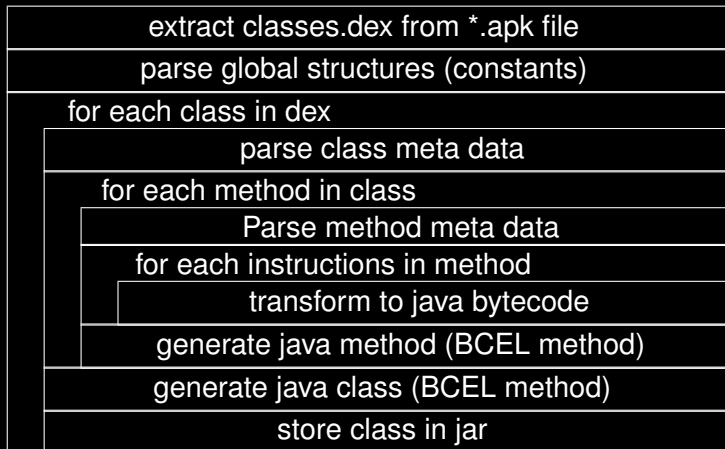 extract classes.dex from *.apk file
parse global structures (constants)
for each class in dex
parse class meta data
for each method in class
Parse method meta data
for each instructions in method
transform to java bytecode
generate java method (BCEL method)
generate java class (BCEL method)
store class in jar